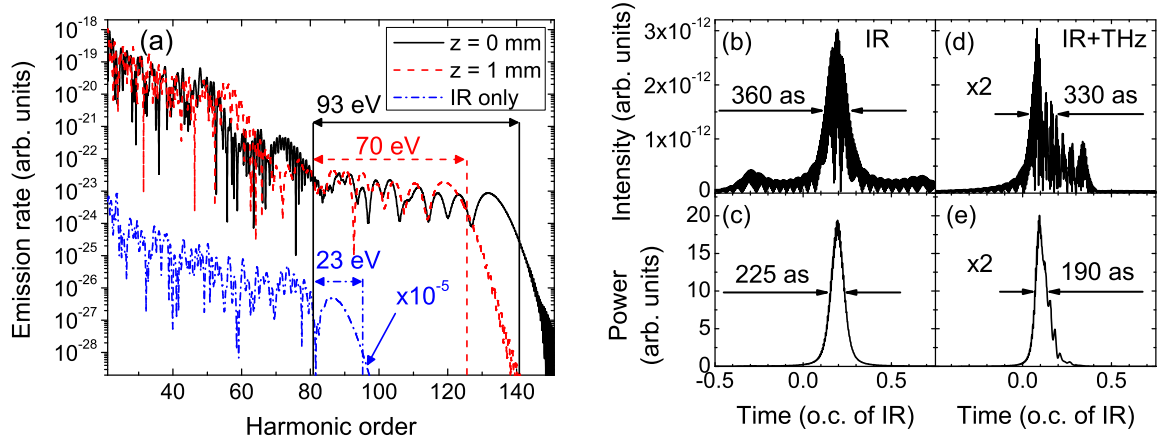 (a)
z = 0 mm
z = 1 mm
IR only
93 eV
70 eV
23 eV
x10⁻⁵
10⁻¹⁸
10⁻¹⁹
10⁻²⁰
10⁻²¹
10⁻²²
10⁻²³
10⁻²⁴
10⁻²⁵
10⁻²⁶
10⁻²⁷
10⁻²⁸
Emission rate (arb. units)
40 60 80 100 120 140
Harmonic order
(b) IR
360 as
3x10⁻¹²
2x10⁻¹²
1x10⁻¹²
0
Intensity (arb. units)
(d) IR+THz
x2
330 as
(c)
225 as
20
15
10
5
0
Power
(arb. units)
-0.5 0.0 0.5
Time (o.c. of IR)
(e)
x2
190 as
0.0 0.5
Time (o.c. of IR)